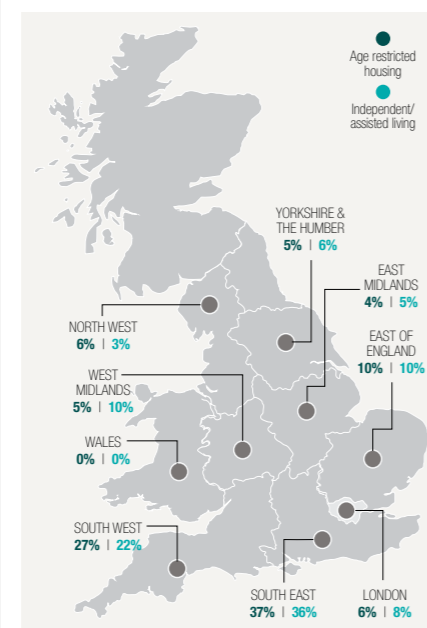 Age restricted
housing
Independent/
assisted living
YORKSHIRE &
THE HUMBER
5% | 6%
EAST
MIDLANDS
4% | 5%
NORTH WEST
6% | 3%
EAST OF
ENGLAND
10% | 10%
WEST
MIDLANDS
5% | 10%
WALES
0% | 0%
SOUTH WEST
27% | 22%
SOUTH EAST
37% | 36%
LONDON
6% | 8%